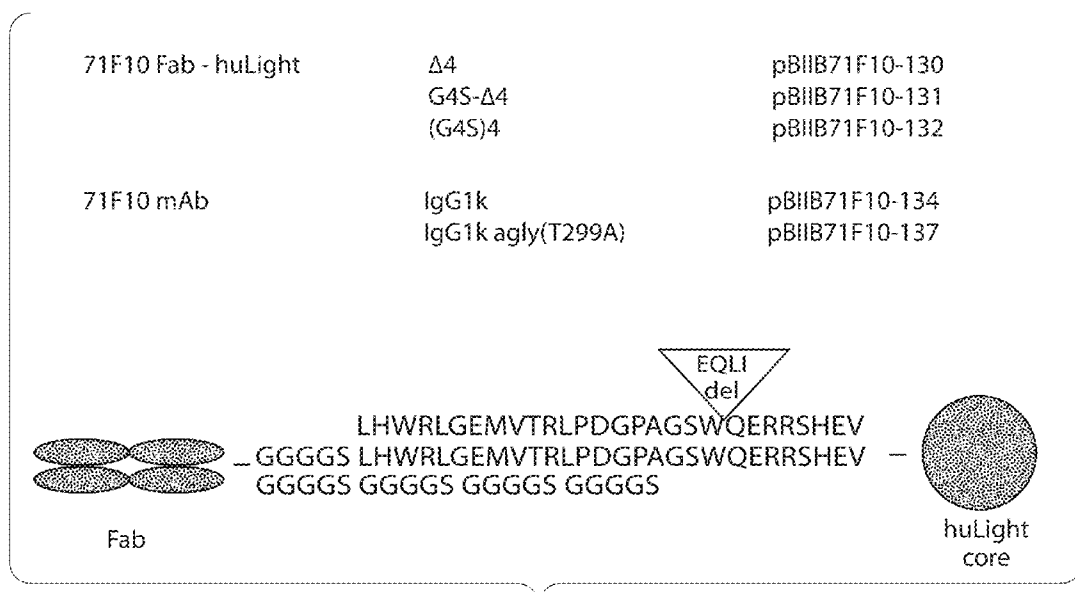 71F10 Fab - huLight Δ4 pBIIB71F10-130
G4S-Δ4 pBIIB71F10-131
(G4S)4 pBIIB71F10-132
71F10 mAb IgG1k pBIIB71F10-134
IgG1k agly(T299A) pBIIB71F10-137
EQLI
del
LHWRLGEMVTRLPDGPAGSWQERRSHEV
GGGGS LHWRLGEMVTRLPDGPAGSWQERRSHEV
GGGGS GGGGS GGGGS GGGGS
Fab
huLight
core